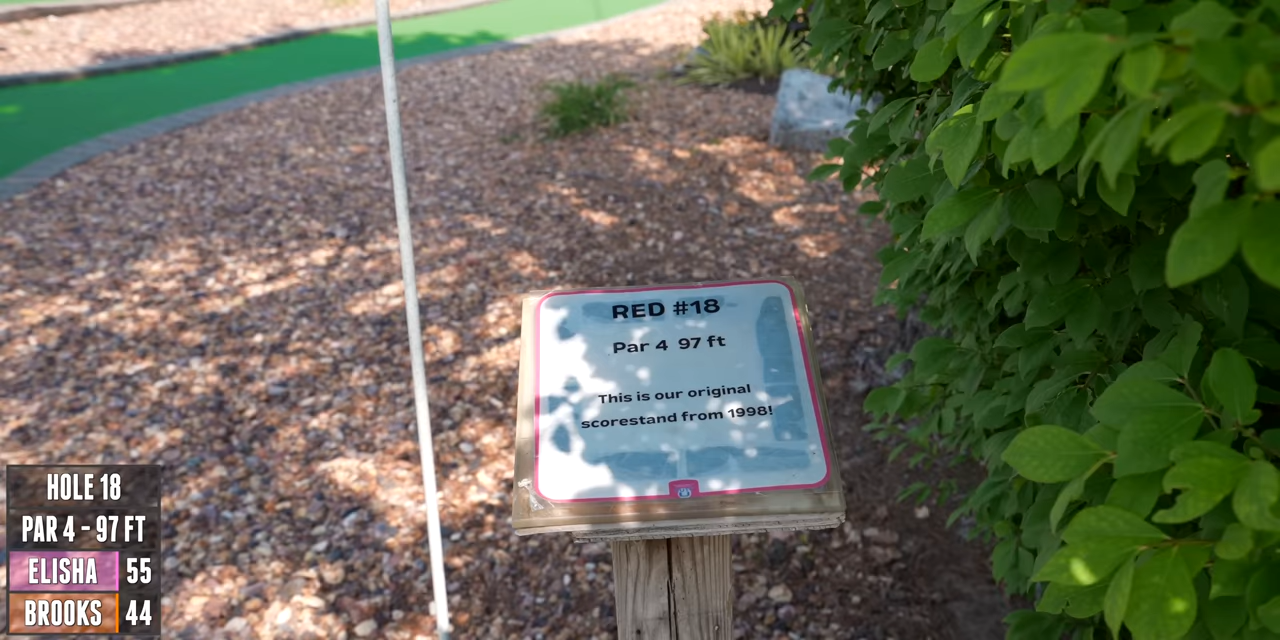 RED #18
Par 4 97 ft
This is our original
scorestand from 1998!
HOLE 18
PAR 4 - 97 FT
ELISHA 55
BROOKS 44